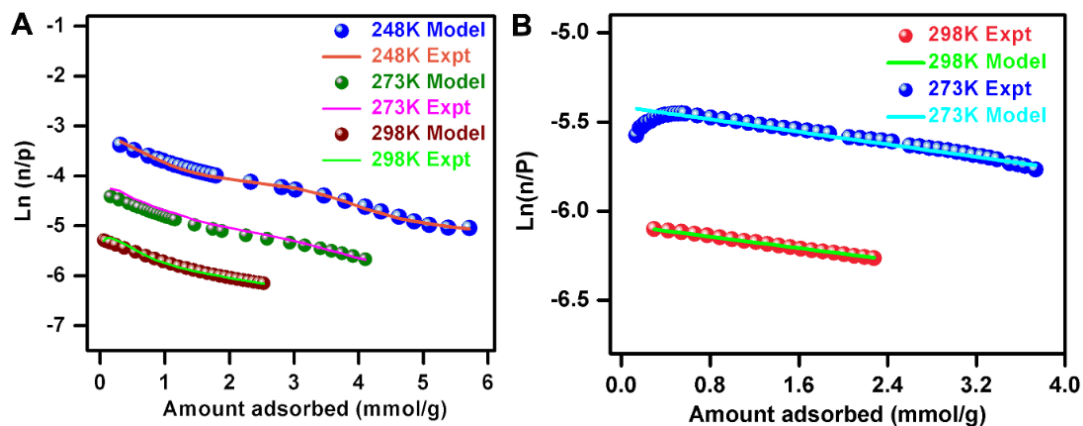 A
Ln (n/p)
-1
-2
-3
-4
-5
-6
-7
248K Model
248K Expt
273K Model
273K Expt
298K Model
298K Expt
0 1 2 3 4 5 6
Amount adsorbed (mmol/g)
B
Ln(n/P)
-5.0
-5.5
-6.0
-6.5
298K Expt
298K Model
273K Expt
273K Model
0.0 0.8 1.6 2.4 3.2 4.0
Amount adsorbed (mmol/g)